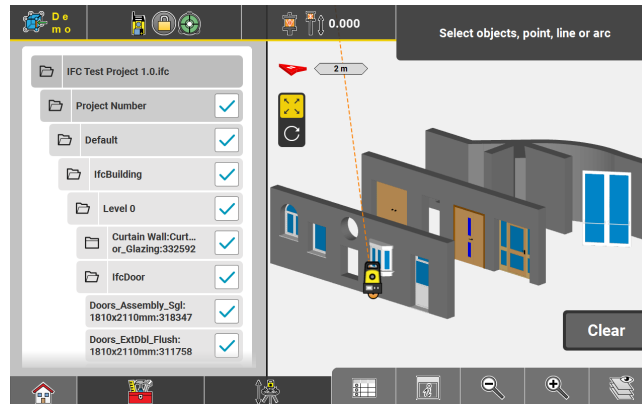 De
mo
0.000
Select objects, point, line or arc
2 m
IFC Test Project 1.0.ifc
Project Number
Default
IfcBuilding
Level 0
Curtain Wall:Curt...
or_Glazing:332592
IfcDoor
Doors_Assembly_Sgl:
1810x2110mm:318347
Doors_ExtDbl_Flush:
1810x2110mm:311758
Clear